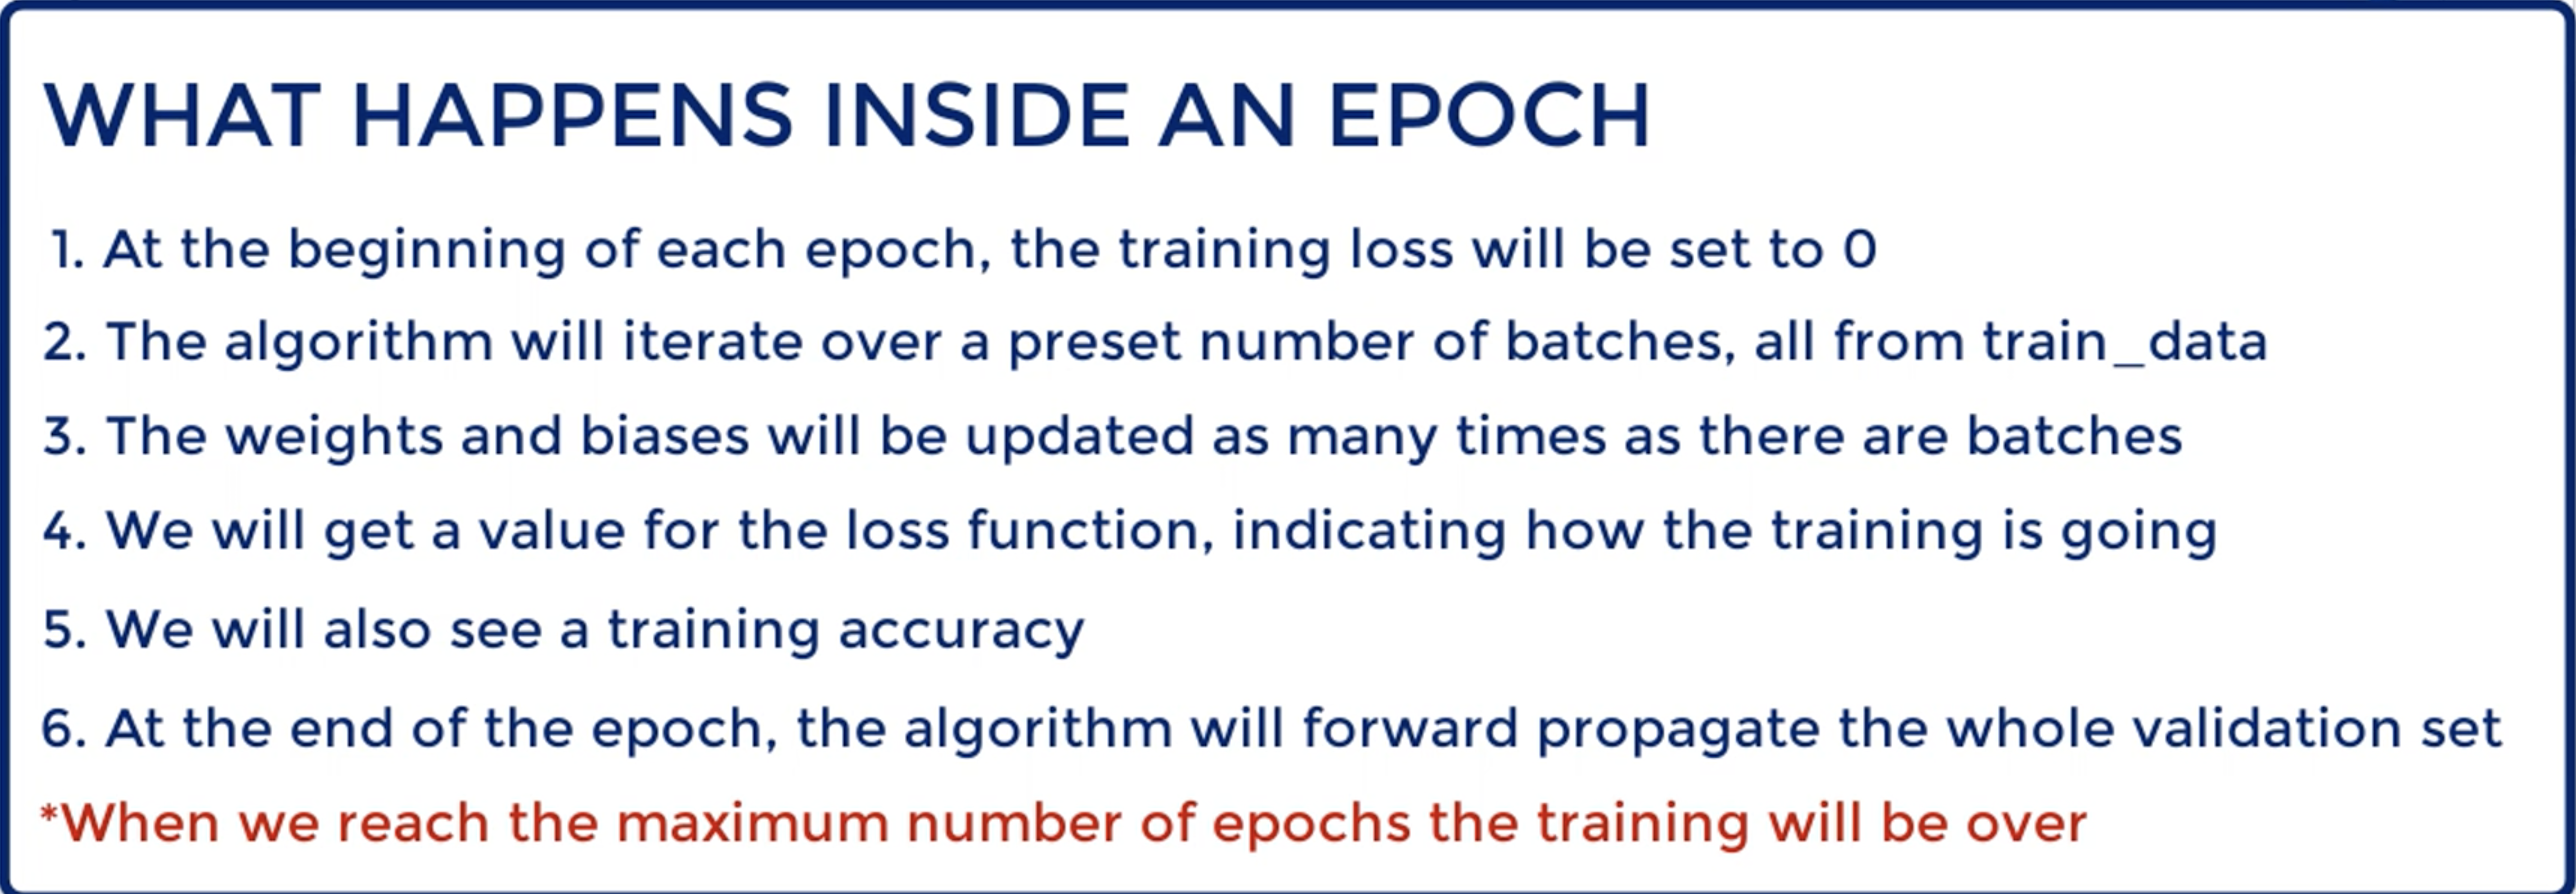 WHAT HAPPENS INSIDE AN EPOCH
1. At the beginning of each epoch, the training loss will be set to 0
2. The algorithm will iterate over a preset number of batches, all from train_data
3. The weights and biases will be updated as many times as there are batches
4. We will get a value for the loss function, indicating how the training is going
5. We will also see a training accuracy
6. At the end of the epoch, the algorithm will forward propagate the whole validation set
*When we reach the maximum number of epochs the training will be over